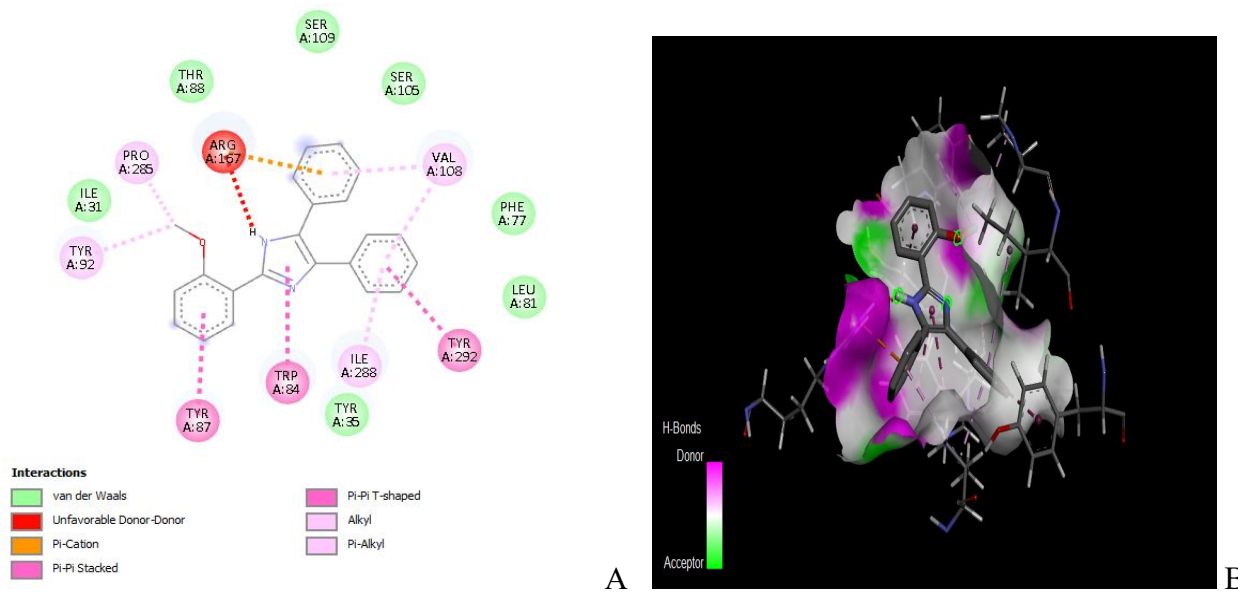 SER
A:109
THR
A:88
SER
A:105
ARG
A:167
PRO
A:285
VAL
A:108
ILE
A:31
PHE
A:77
TYR
A:92
H
N
O
N
LEU
A:81
TYR
A:292
ILE
A:288
TRP
A:84
TYR
A:87
TYR
A:35
Interactions
van der Waals
Unfavorable Donor-Donor
Pi-Cation
Pi-Pi Stacked
Pi-Pi T-shaped
Alkyl
Pi-Alkyl
A
H-Bonds
Donor
Acceptor
B